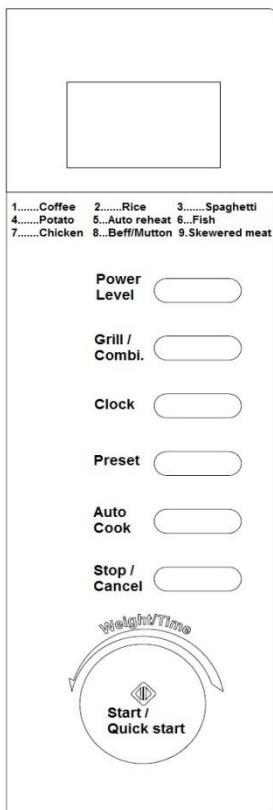 1.......Coffee 2.......Rice 3.......Spaghetti
4.......Potato 5...Auto reheat 6...Fish
7.......Chicken 8...Beff/Mutton 9.Skewered meat
Power
Level
Grill /
Combi.
Clock
Preset
Auto
Cook
Stop /
Cancel
Weight/Time
Start /
Quick start